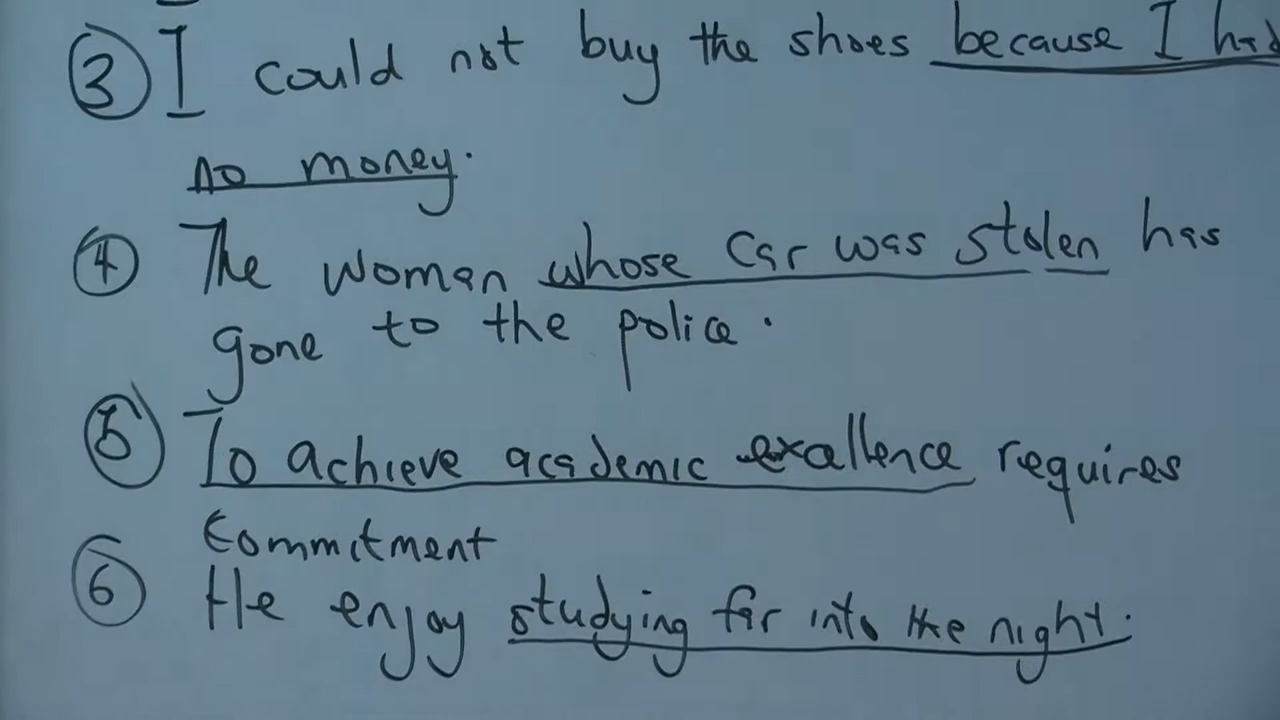 ③ I could not buy the shoes because I had
no money.
④ The woman whose car was stolen has
gone to the police.
⑤ To achieve academic exallence requires
commitment
⑥ He enjoy studying far into the night.